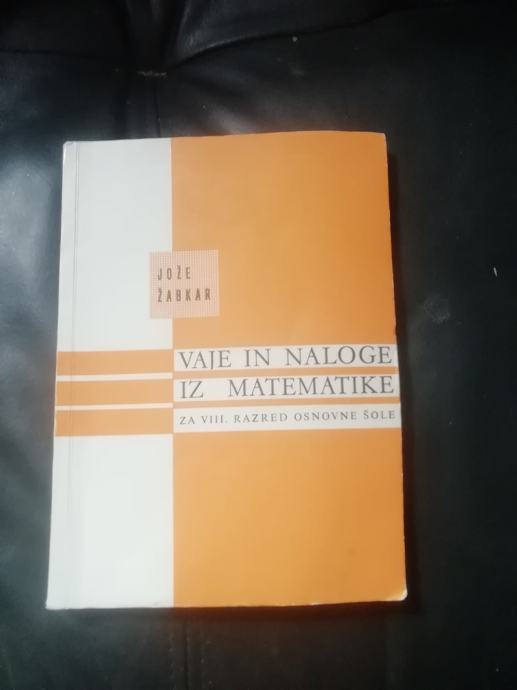 JOŽE
ŽABKAR
VAJE IN NALOGE
IZ MATEMATIKE
ZA VIII. RAZRED OSNOVNE ŠOLE